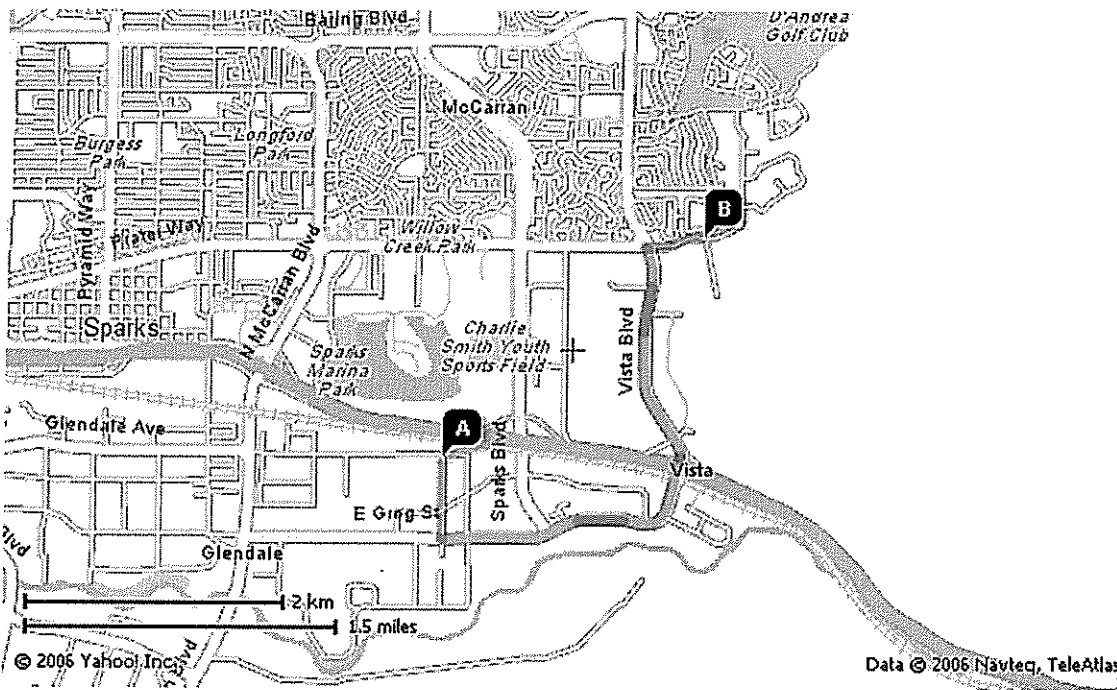 Baring Blvd
D'Andrea
Golf Club
McCarran
Burgess
Park
Longford
Park
B
Pyramid Way
Prater Way
Willow
Creek Park
N McCarran Blvd
Sparks
Charlie
Smith Youth
Sports Field
Sparks
Marina
Park
Vista Blvd
A
Glendale Ave
Sparks Blvd
Vista
E Greg St
Blvd
Glendale
2 km
1.5 miles
Blvd
© 2006 Yahoo! Inc.
Data © 2006 Navteq, TeleAtlas